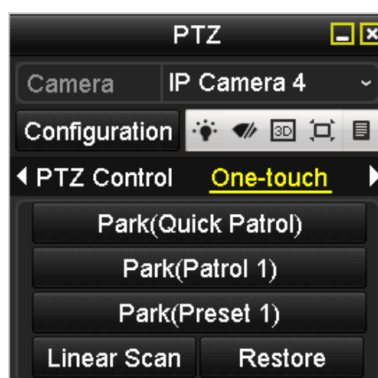 PTZ
Camera IP Camera 4
Configuration 3D
PTZ Control One-touch
Park(Quick Patrol)
Park(Patrol 1)
Park(Preset 1)
Linear Scan Restore